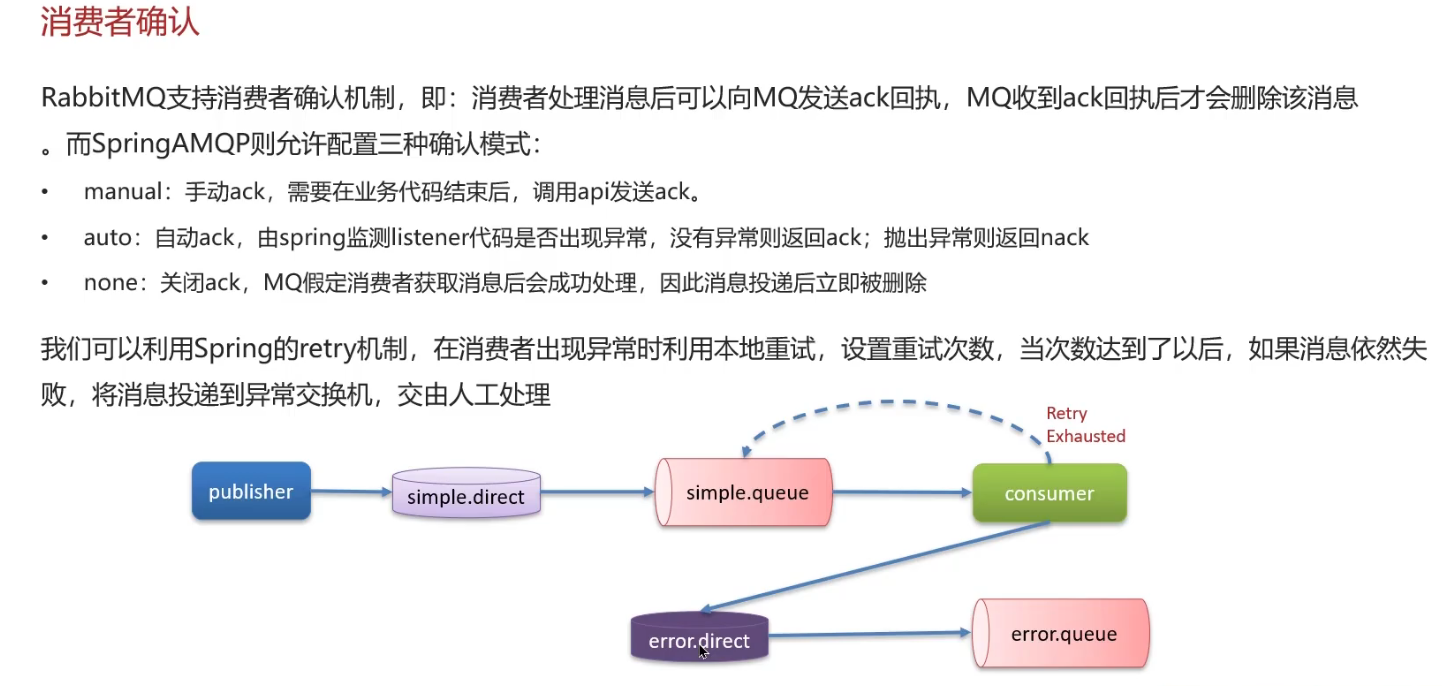 消费者确认
RabbitMQ支持消费者确认机制，即：消费者处理消息后可以向MQ发送ack回执，MQ收到ack回执后才会删除该消息
。而SpringAMQP则允许配置三种确认模式：
• manual：手动ack，需要在业务代码结束后，调用api发送ack。
• auto：自动ack，由spring监测listener代码是否出现异常，没有异常则返回ack；抛出异常则返回nack
• none：关闭ack，MQ假定消费者获取消息后会成功处理，因此消息投递后立即被删除
我们可以利用Spring的retry机制，在消费者出现异常时利用本地重试，设置重试次数，当次数达到了以后，如果消息依然失
败，将消息投递到异常交换机，交由人工处理
Retry
Exhausted
publisher
simple.direct
simple.queue
consumer
error.direct
error.queue